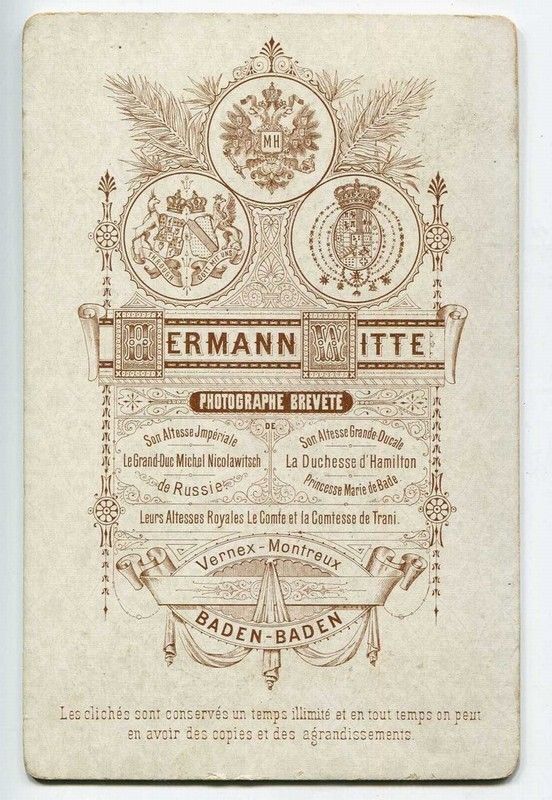 MH
GOTT MIT UNS
HERMANN WITTE
PHOTOGRAPHE BREVETÉ
DE
Son Altesse Jmpériale
Le Grand-Duc Michel Nicolawitsch
de Russie
Son Altesse Grande-Ducale
La Duchesse d'Hamilton
Princesse Marie de Bade
Leurs Altesses Royales Le Comte et la Comtesse de Trani.
Vernex-Montreux
BADEN-BADEN
Les clichés sont conservés un temps illimité et en tout temps on peut
en avoir des copies et des agrandissements